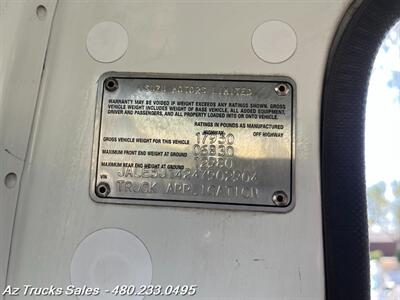 ISUZU MOTORS LIMITED
WARRANTY MAY BE VOIDED IF WEIGHT EXCEEDS ANY RATINGS SHOWN, GROSS
VEHICLE WEIGHT INCLUDES WEIGHT OF BASE VEHICLE, ALL ADDED EQUIPMENT,
DRIVER AND PASSENGERS, AND ALL PROPERTY LOADED INTO OR ONTO VEHICLE.
RATINGS IN POUNDS AS MANUFACTURED
HIGHWAY OFF HIGHWAY
GROSS VEHICLE WEIGHT FOR THIS VEHICLE 17950
MAXIMUM FRONT END WEIGHT AT GROUND
MAXIMUM REAR END WEIGHT AT GROUND
VIN
TRUCK APPLICATION
Az Trucks Sales - 480.233.0495